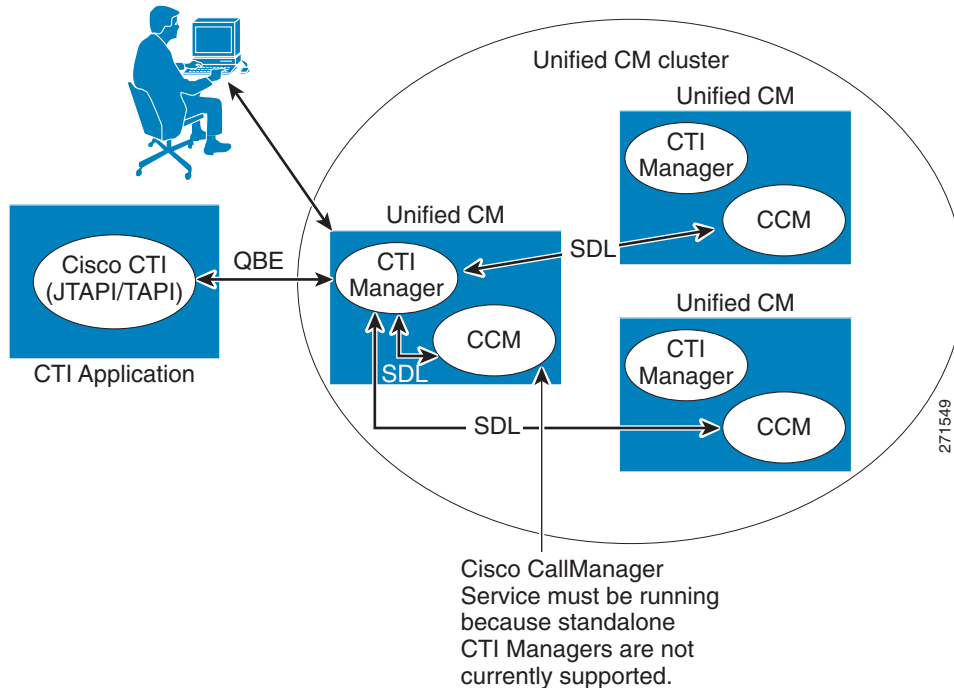 Unified CM cluster
Unified CM
CTI
Manager
CCM
SDL
Unified CM
CTI
Manager
CCM
SDL
QBE
Cisco CTI
(JTAPI/TAPI)
CTI Application
Unified CM
CTI
Manager
CCM
SDL
271549
Cisco CallManager
Service must be running
because standalone
CTI Managers are not
currently supported.